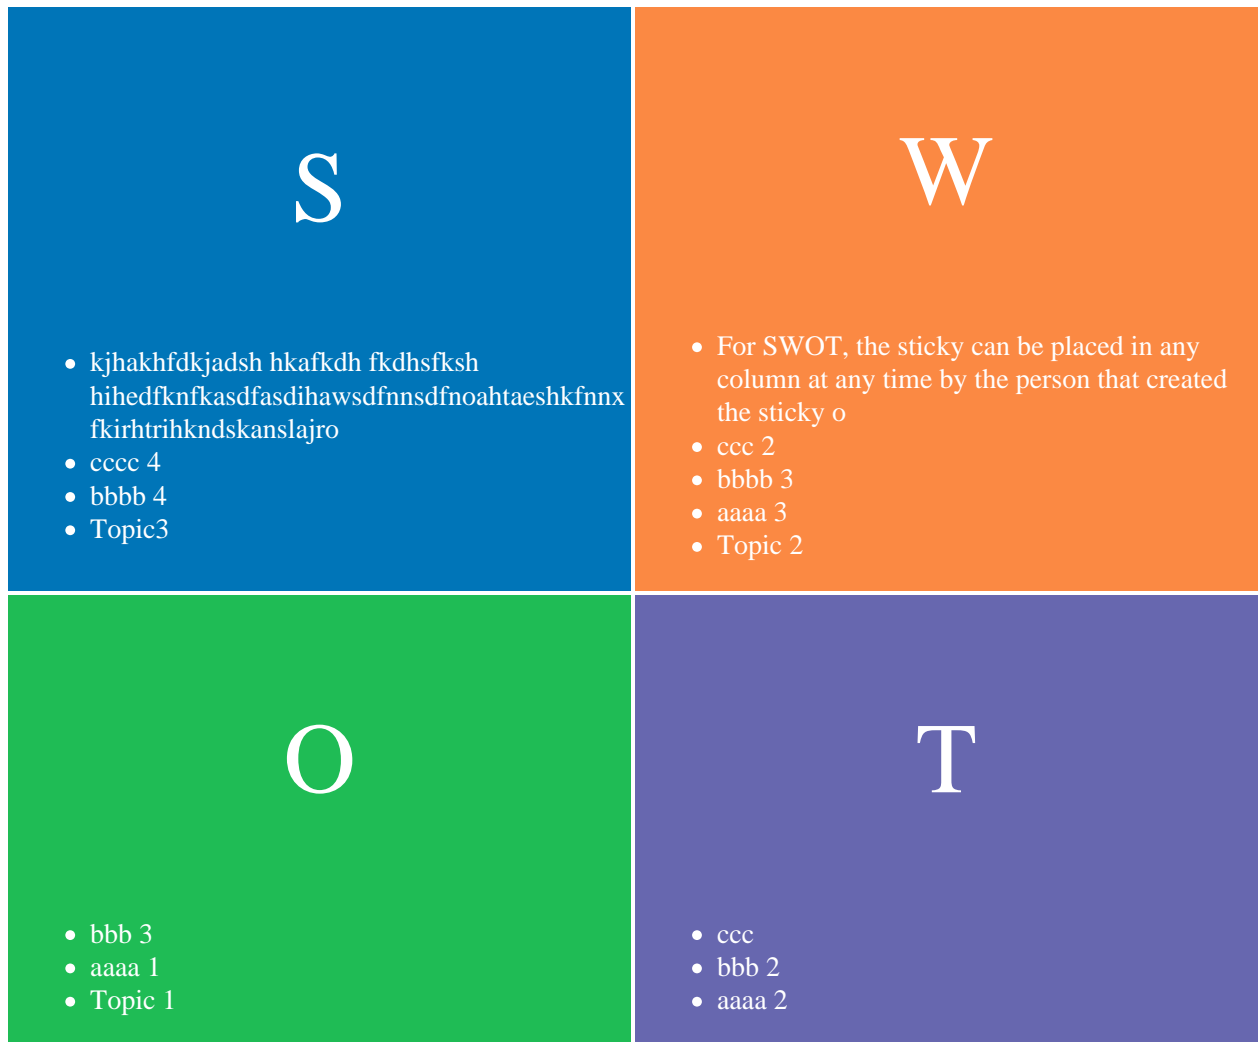 S
• kjhakhfdkjadsh hkafkdh fkdhsfksh
hihedfknfkasdfasdihawsdfnnsdfnoahtaeshkfnnx
fkirhtrihkndskanslajro
• cccc 4
• bbbb 4
• Topic3
W
• For SWOT, the sticky can be placed in any
column at any time by the person that created
the sticky o
• ccc 2
• bbbb 3
• aaaa 3
• Topic 2
O
• bbb 3
• aaaa 1
• Topic 1
T
• ccc
• bbb 2
• aaaa 2